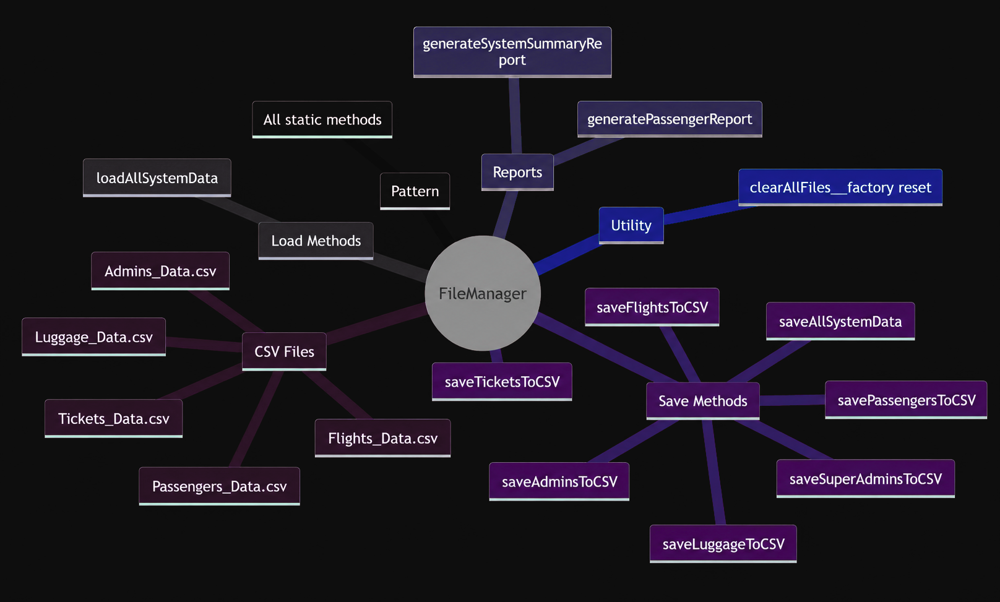 generateSystemSummaryRe
port
All static methods
generatePassengerReport
loadAllSystemData
Pattern
Reports
clearAllFiles__factory reset
Load Methods
Utility
Admins_Data.csv
FileManager
saveFlightsToCSV
saveAllSystemData
Luggage_Data.csv
CSV Files
saveTicketsToCSV
Save Methods
savePassengersToCSV
Tickets_Data.csv
Flights_Data.csv
Passengers_Data.csv
saveAdminsToCSV
saveSuperAdminsToCSV
saveLuggageToCSV